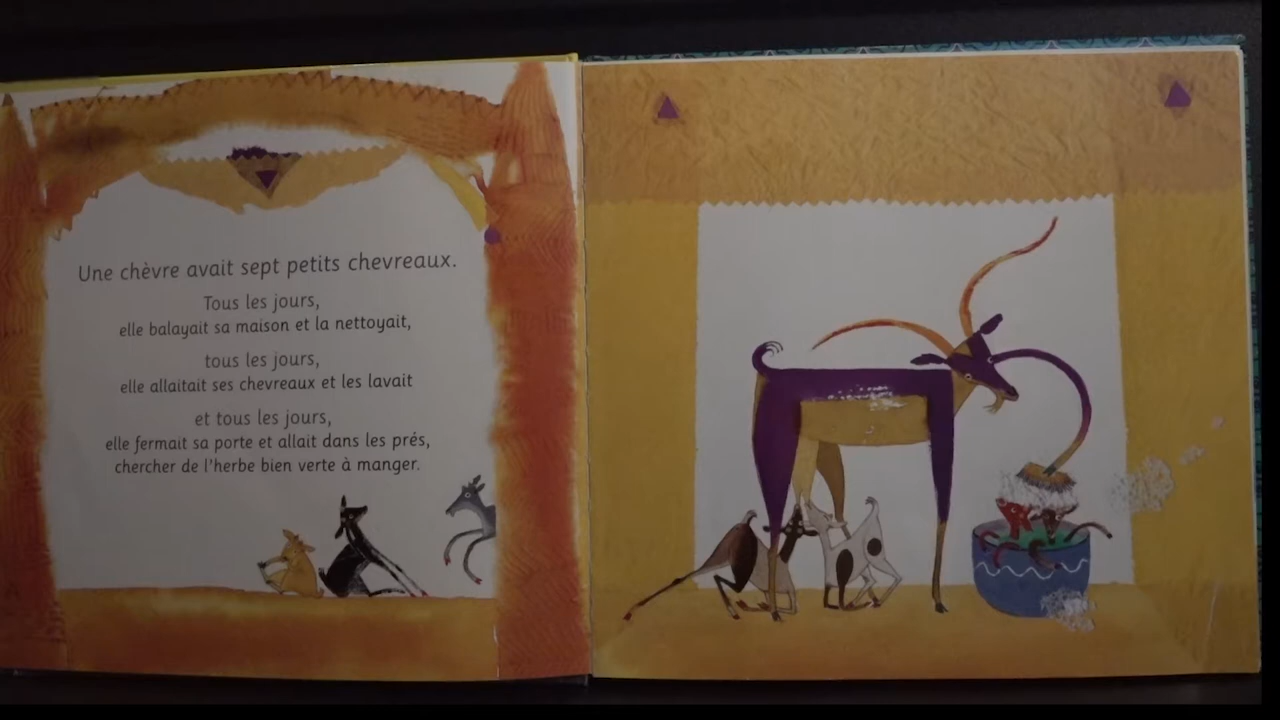 Une chèvre avait sept petits chevreaux.
Tous les jours,
elle balayait sa maison et la nettoyait,
tous les jours,
elle allaitait ses chevreaux et les lavait
et tous les jours,
elle fermait sa porte et allait dans les prés,
chercher de l'herbe bien verte à manger.